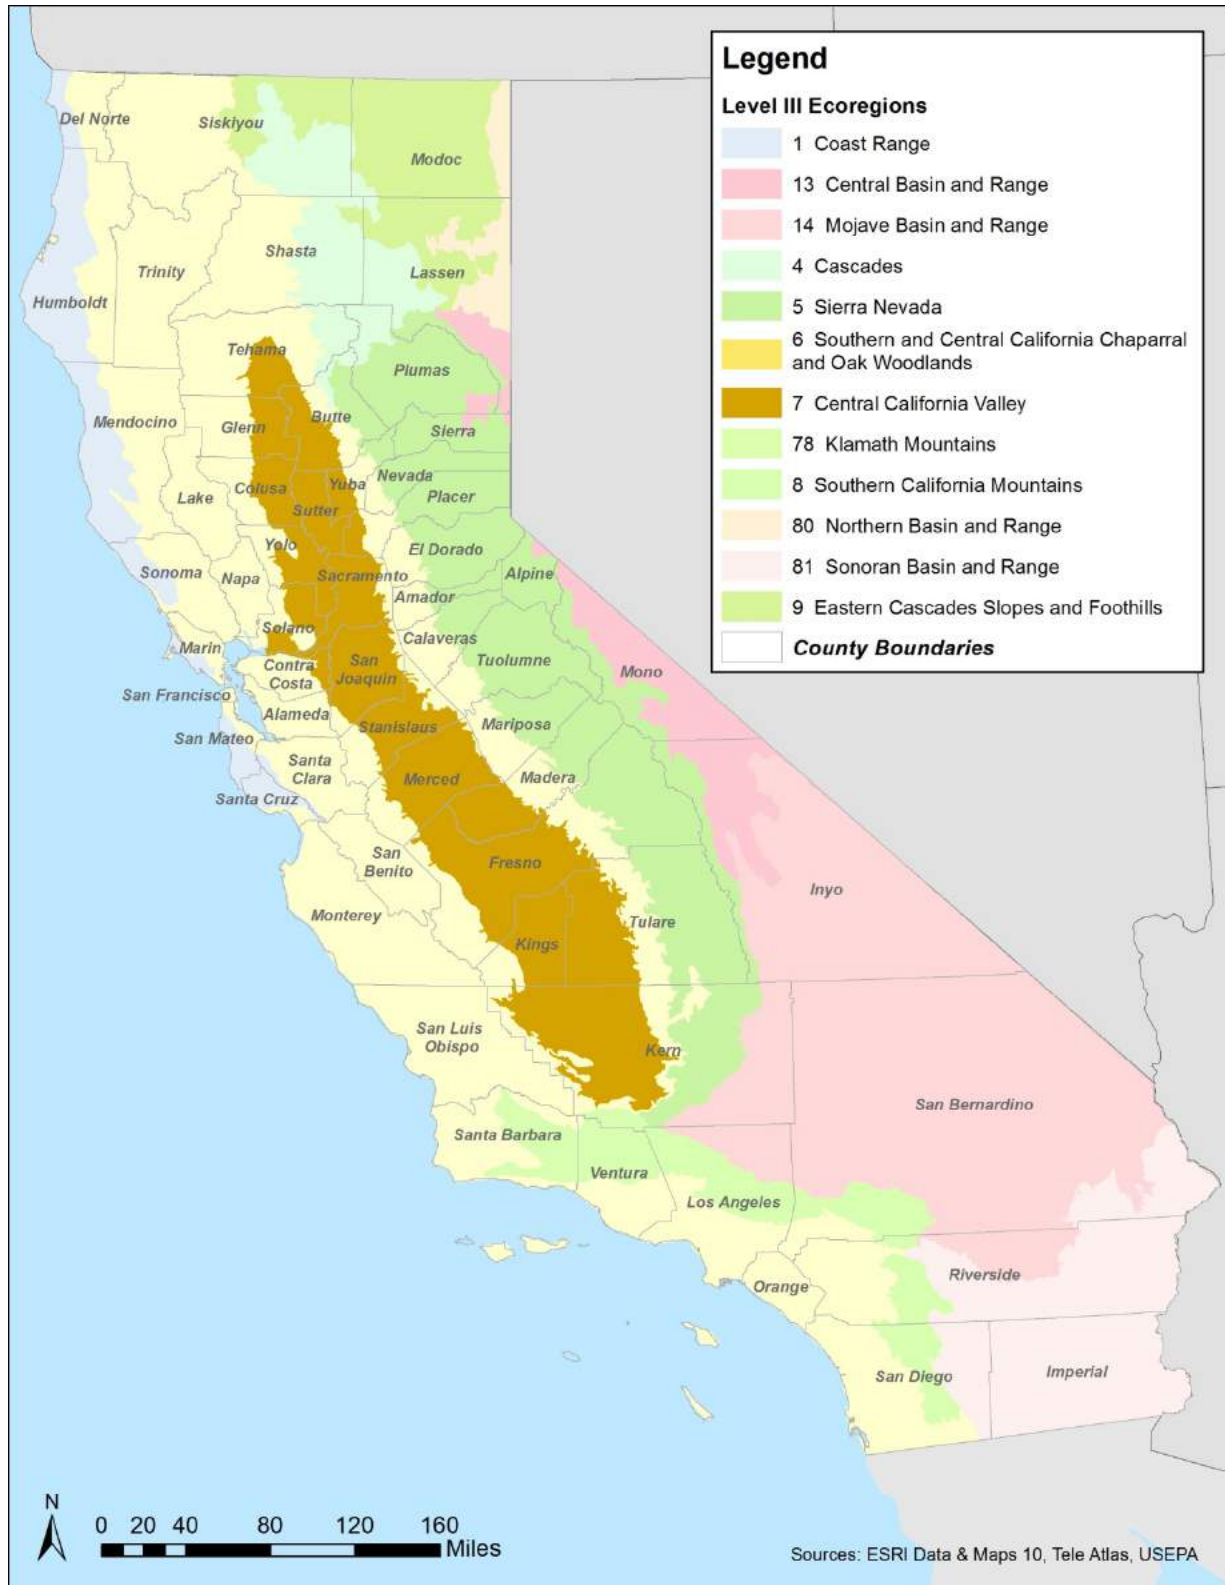 Legend
Level III Ecoregions
1 Coast Range
13 Central Basin and Range
14 Mojave Basin and Range
4 Cascades
5 Sierra Nevada
6 Southern and Central California Chaparral
and Oak Woodlands
7 Central California Valley
78 Klamath Mountains
8 Southern California Mountains
80 Northern Basin and Range
81 Sonoran Basin and Range
9 Eastern Cascades Slopes and Foothills
County Boundaries
Del Norte
Siskiyou
Modoc
Shasta
Trinity
Lassen
Humboldt
Tehama
Plumas
Mendocino
Glenn
Butte
Sierra
Nevada
Lake
Colusa
Yuba
Placer
Sutter
Yolo
El Dorado
Sonoma
Napa
Sacramento
Alpine
Amador
Solano
Calaveras
Marin
Contra
Costa
San
Joaquin
Tuolumne
Mono
San Francisco
Alameda
Stanislaus
Mariposa
San Mateo
Santa
Clara
Merced
Madera
Santa Cruz
San
Benito
Fresno
Inyo
Monterey
Kings
Tulare
San Luis
Obispo
Kern
San Bernardino
Santa Barbara
Ventura
Los Angeles
Orange
Riverside
San Diego
Imperial
N
0 20 40 80 120 160
Miles
Sources: ESRI Data & Maps 10, Tele Atlas, USEPA